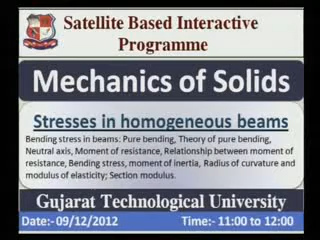 Satellite Based Interactive
Programme
Mechanics of Solids
Stresses in homogeneous beams
Bending stress in beams: Pure bending, Theory of pure bending,
Neutral axis, Moment of resistance, Relationship between moment of
resistance, Bending stress, moment of inertia, Radius of curvature and
modulus of elasticity; Section modulus.
Gujarat Technological University
Date:- 09/12/2012 Time:- 11:00 to 12:00